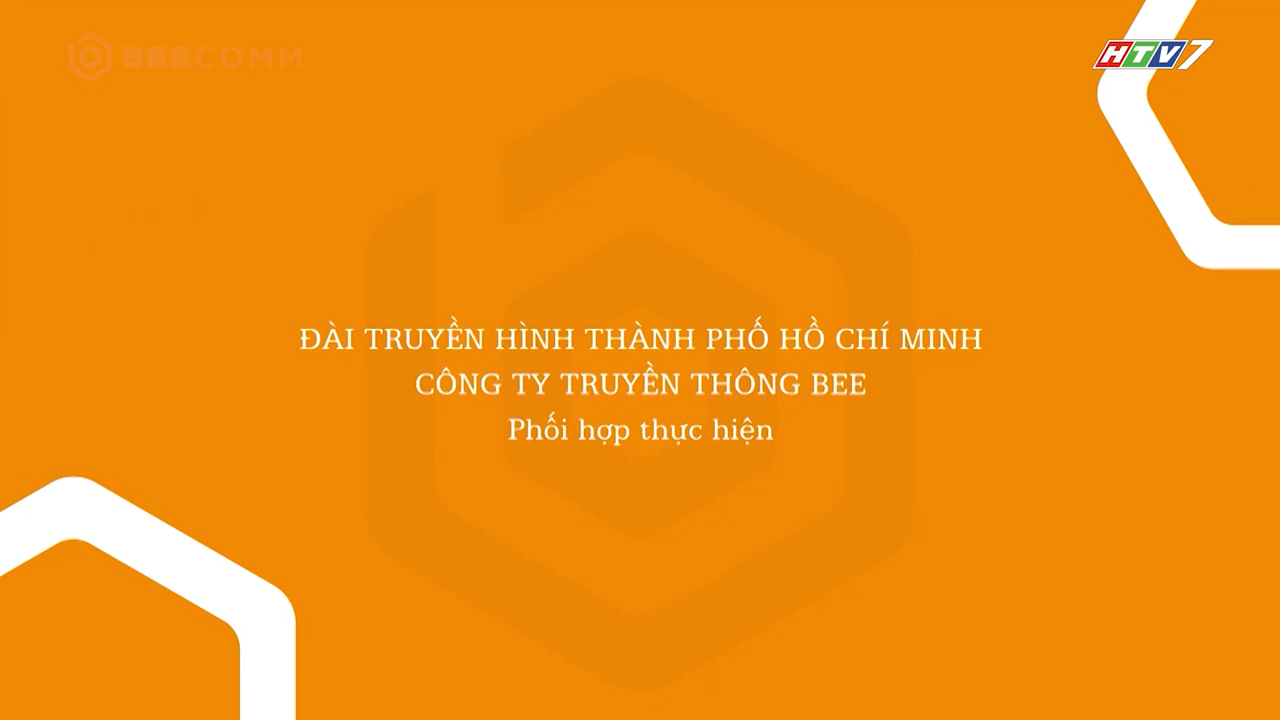 BEECOMM
HTV7
ĐÀI TRUYỀN HÌNH THÀNH PHỐ HỒ CHÍ MINH
CÔNG TY TRUYỀN THÔNG BEE
Phối hợp thực hiện